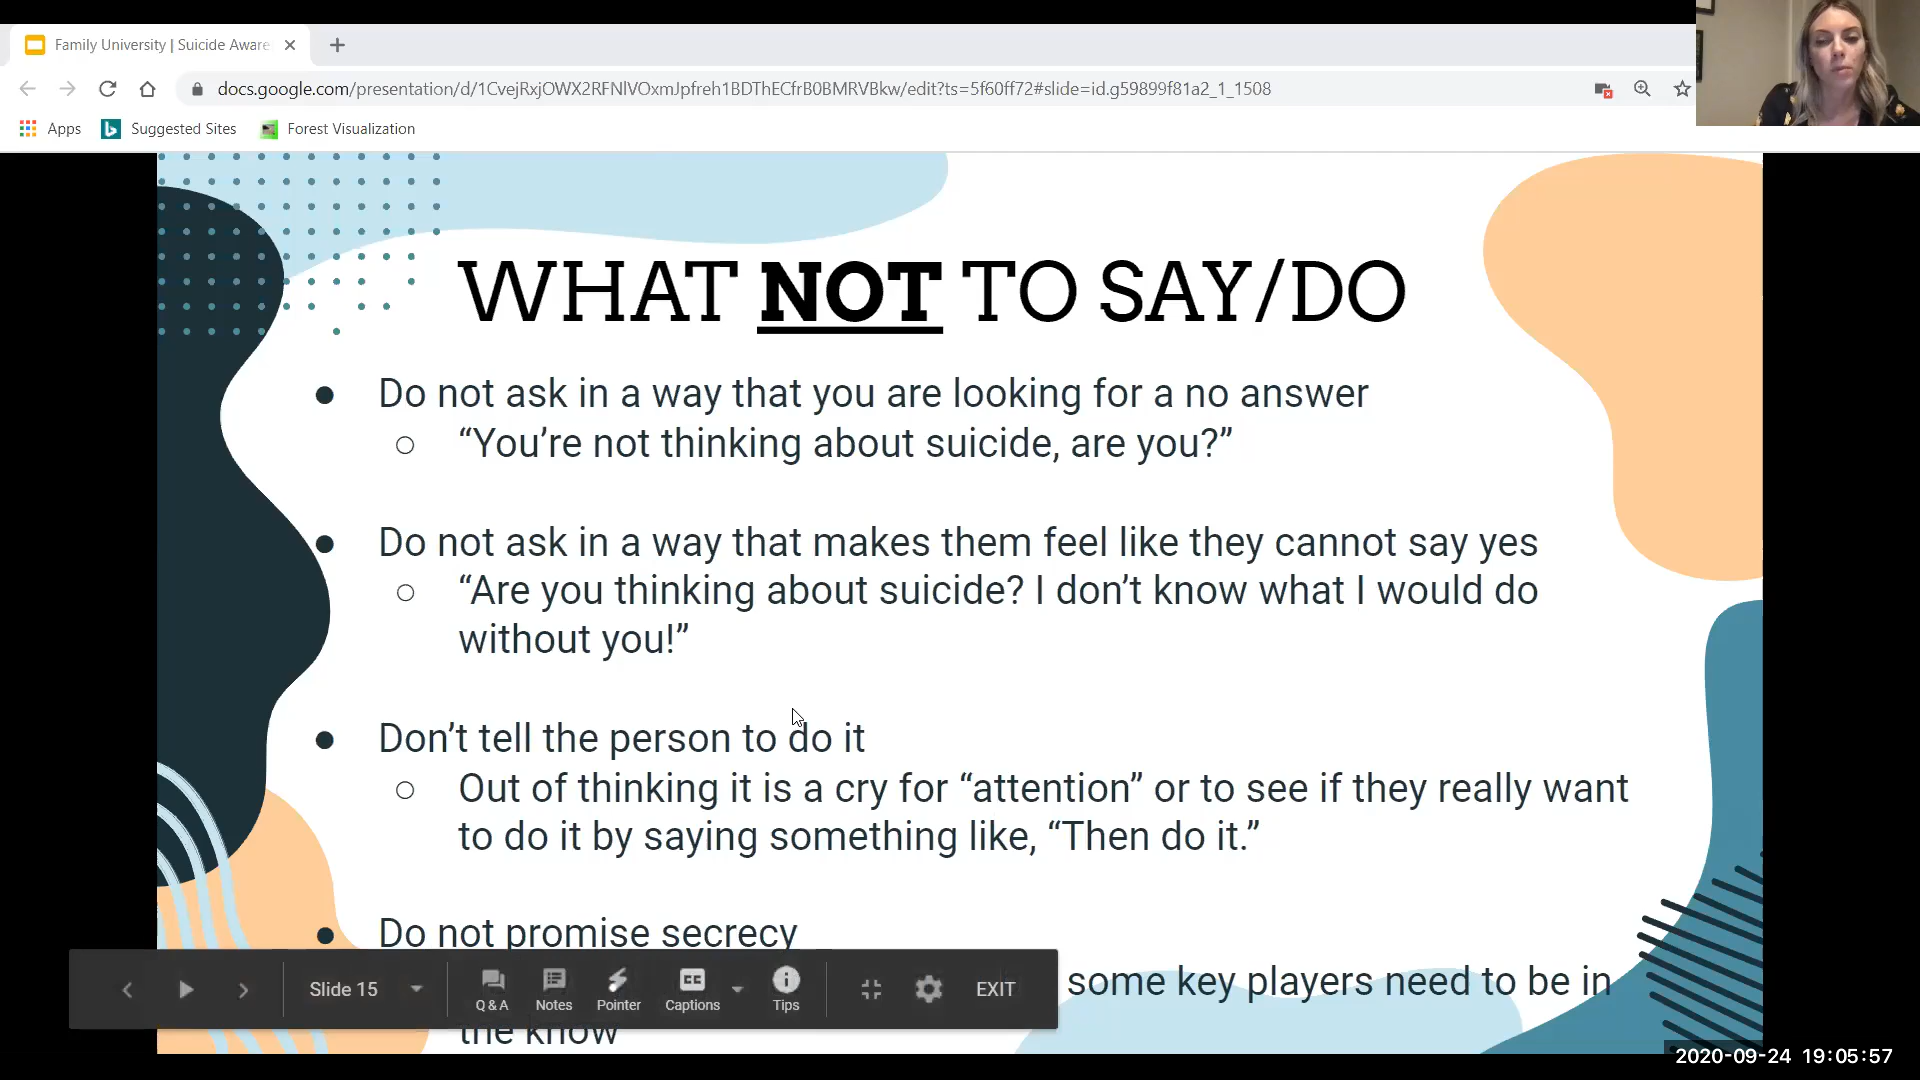 Family University | Suicide Aware
docs.google.com/presentation/d/1CvejRxjOWX2RFNlVOxmJpfreh1BDThECfrB0BMRVBkw/edit?ts=5f60ff72#slide=id.g59899f81a2_1_1508
Apps Suggested Sites Forest Visualization
WHAT NOT TO SAY/DO
● Do not ask in a way that you are looking for a no answer
○ “You’re not thinking about suicide, are you?”
● Do not ask in a way that makes them feel like they cannot say yes
○ “Are you thinking about suicide? I don’t know what I would do
without you!”
● Don’t tell the person to do it
○ Out of thinking it is a cry for “attention” or to see if they really want
to do it by saying something like, “Then do it.”
● Do not promise secrecy
some key players need to be in
the know
Slide 15 Q & A Notes Pointer CC Captions Tips EXIT
2020-09-24 19:05:57